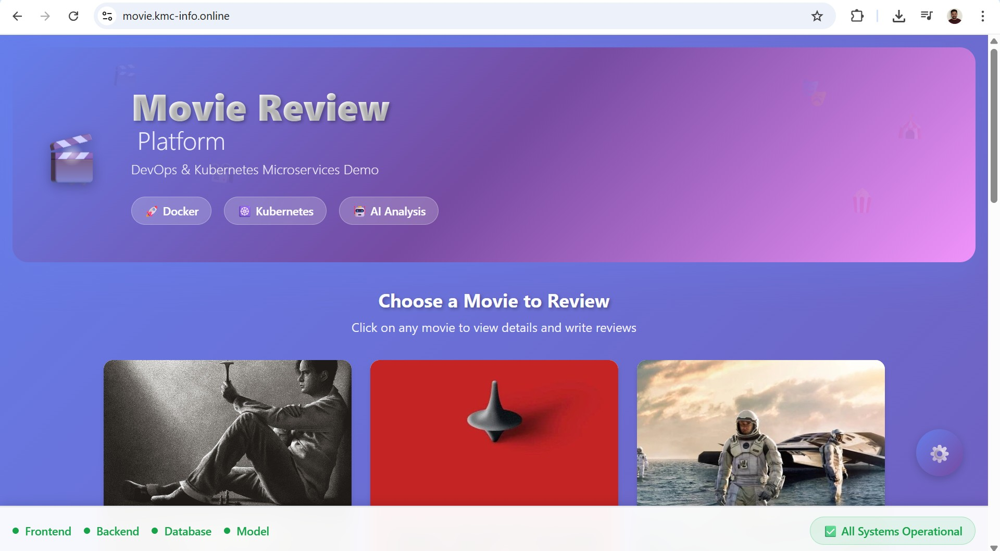 movie.kmc-info.online
Movie Review
Platform
DevOps & Kubernetes Microservices Demo
Docker
Kubernetes
AI Analysis
Choose a Movie to Review
Click on any movie to view details and write reviews
Frontend
Backend
Database
Model
All Systems Operational